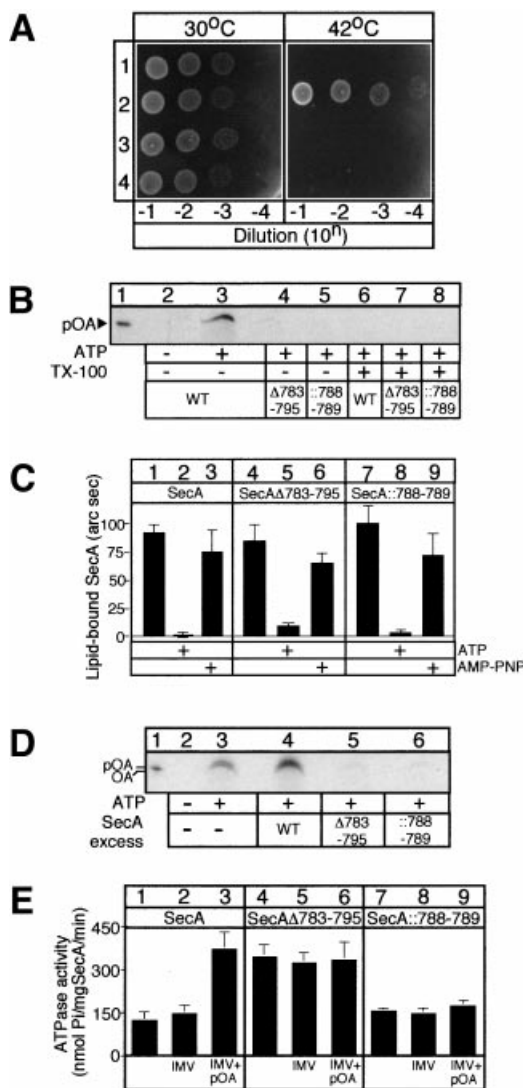 A
30°C 42°C
1
2
3
4
-1 -2 -3 -4 -1 -2 -3 -4
Dilution (10ⁿ)
B
1 2 3 4 5 6 7 8
pOA
ATP - + + + + + +
TX-100 - - - - + + +
WT Δ783-795 ::788-789 WT Δ783-795 ::788-789
C
1 2 3 4 5 6 7 8 9
SecA SecAΔ783-795 SecA::788-789
Lipid-bound SecA (arc sec)
100
75
50
25
0
+ + + ATP
+ + + AMP-PNP
D
1 2 3 4 5 6
pOA
OA
ATP - + + + +
SecA excess - - WT Δ783-795 ::788-789
E
1 2 3 4 5 6 7 8 9
SecA SecAΔ783-795 SecA::788-789
ATPase activity
(nmol Pi/mgSecA/min)
450
300
150
0
IMV IMV+pOA IMV IMV+pOA IMV IMV+pOA